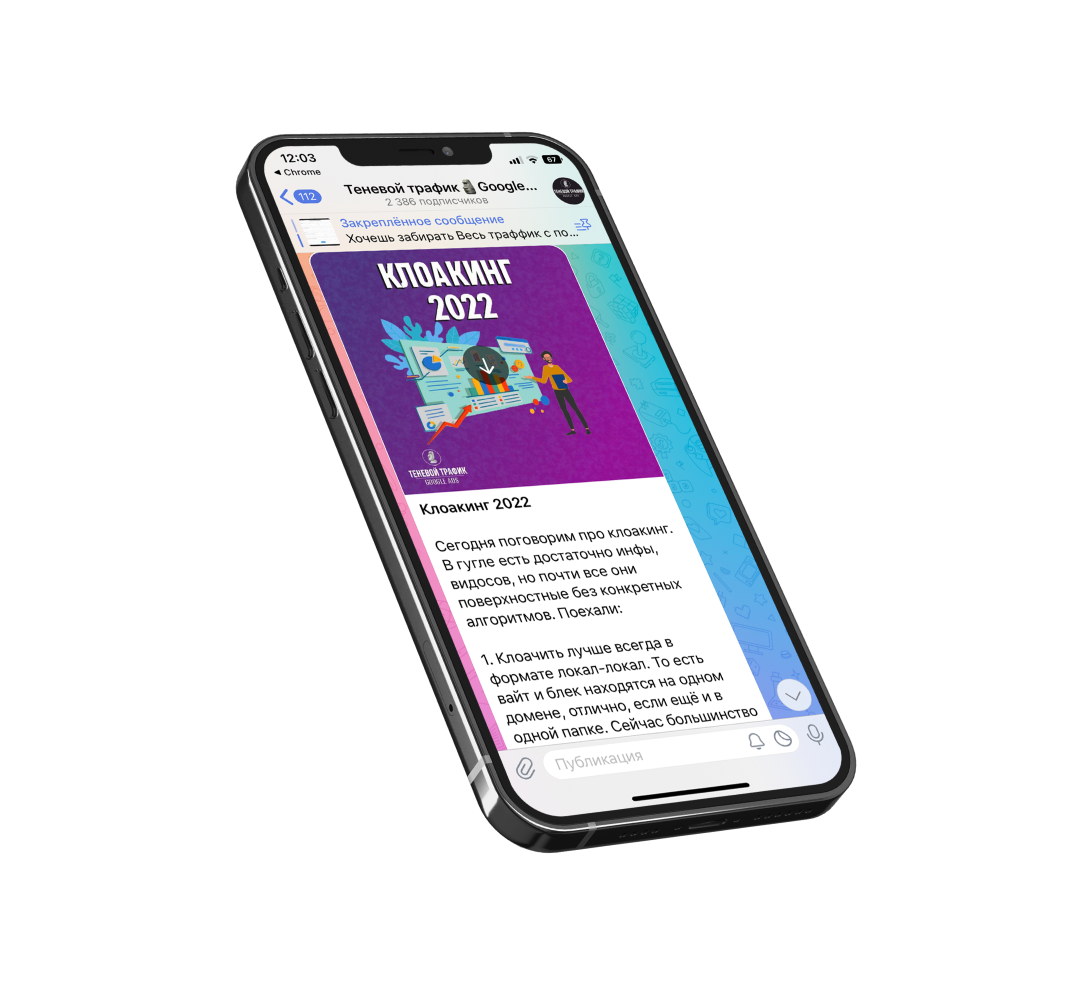 12:03
67
Chrome
112
Теневой трафик Google...
2 386 подписчиков
ТЕНЕВОЙ ТРАФИК
Закреплённое сообщение
Хочешь забирать Весь траффик с по...
КЛОАКИНГ
2022
ТЕНЕВОЙ ТРАФИК
GOOGLE ADS
Клоакинг 2022
Сегодня поговорим про клоакинг.
В гугле есть достаточно инфы,
видосов, но почти все они
поверхностные без конкретных
алгоритмов. Поехали:
1. Клоачить лучше всегда в
формате локал-локал. То есть
вайт и блек находятся на одном
домене, отлично, если ещё и в
одной папке. Сейчас большинство
Публикация